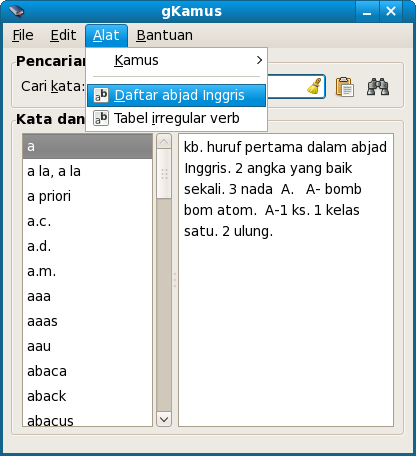 gKamus
File Edit Alat Bantuan
Kamus
Daftar abjad Inggris
Tabel irregular verb
Pencarian
Cari kata:
Kata dan
a
a la, a la
a priori
a.c.
a.d.
a.m.
aaa
aaas
aau
abaca
aback
abacus
kb. huruf pertama dalam abjad
Inggris. 2 angka yang baik
sekali. 3 nada A. A- bomb
bom atom. A-1 ks. 1 kelas
satu. 2 ulung.